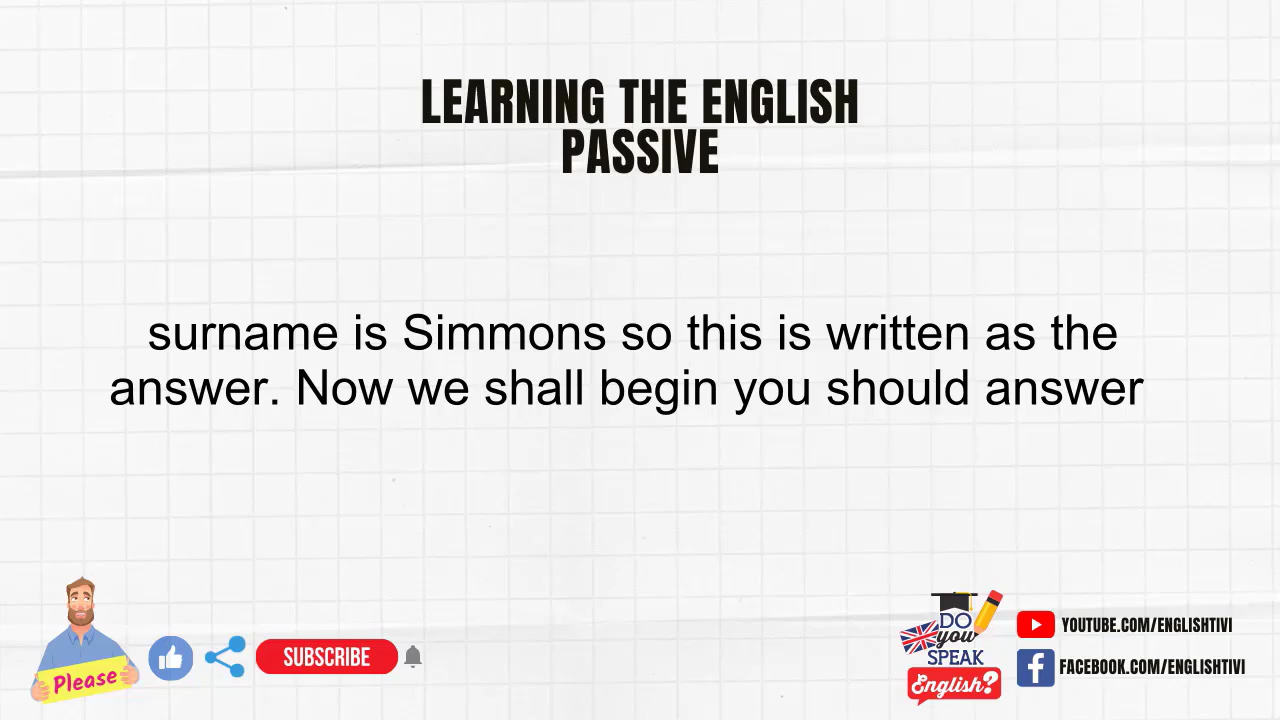 LEARNING THE ENGLISH
PASSIVE
surname is Simmons so this is written as the
answer. Now we shall begin you should answer
Please
SUBSCRIBE
DO
you
SPEAK
English?
YOUTUBE.COM/ENGLISHTIVI
FACEBOOK.COM/ENGLISHTIVI